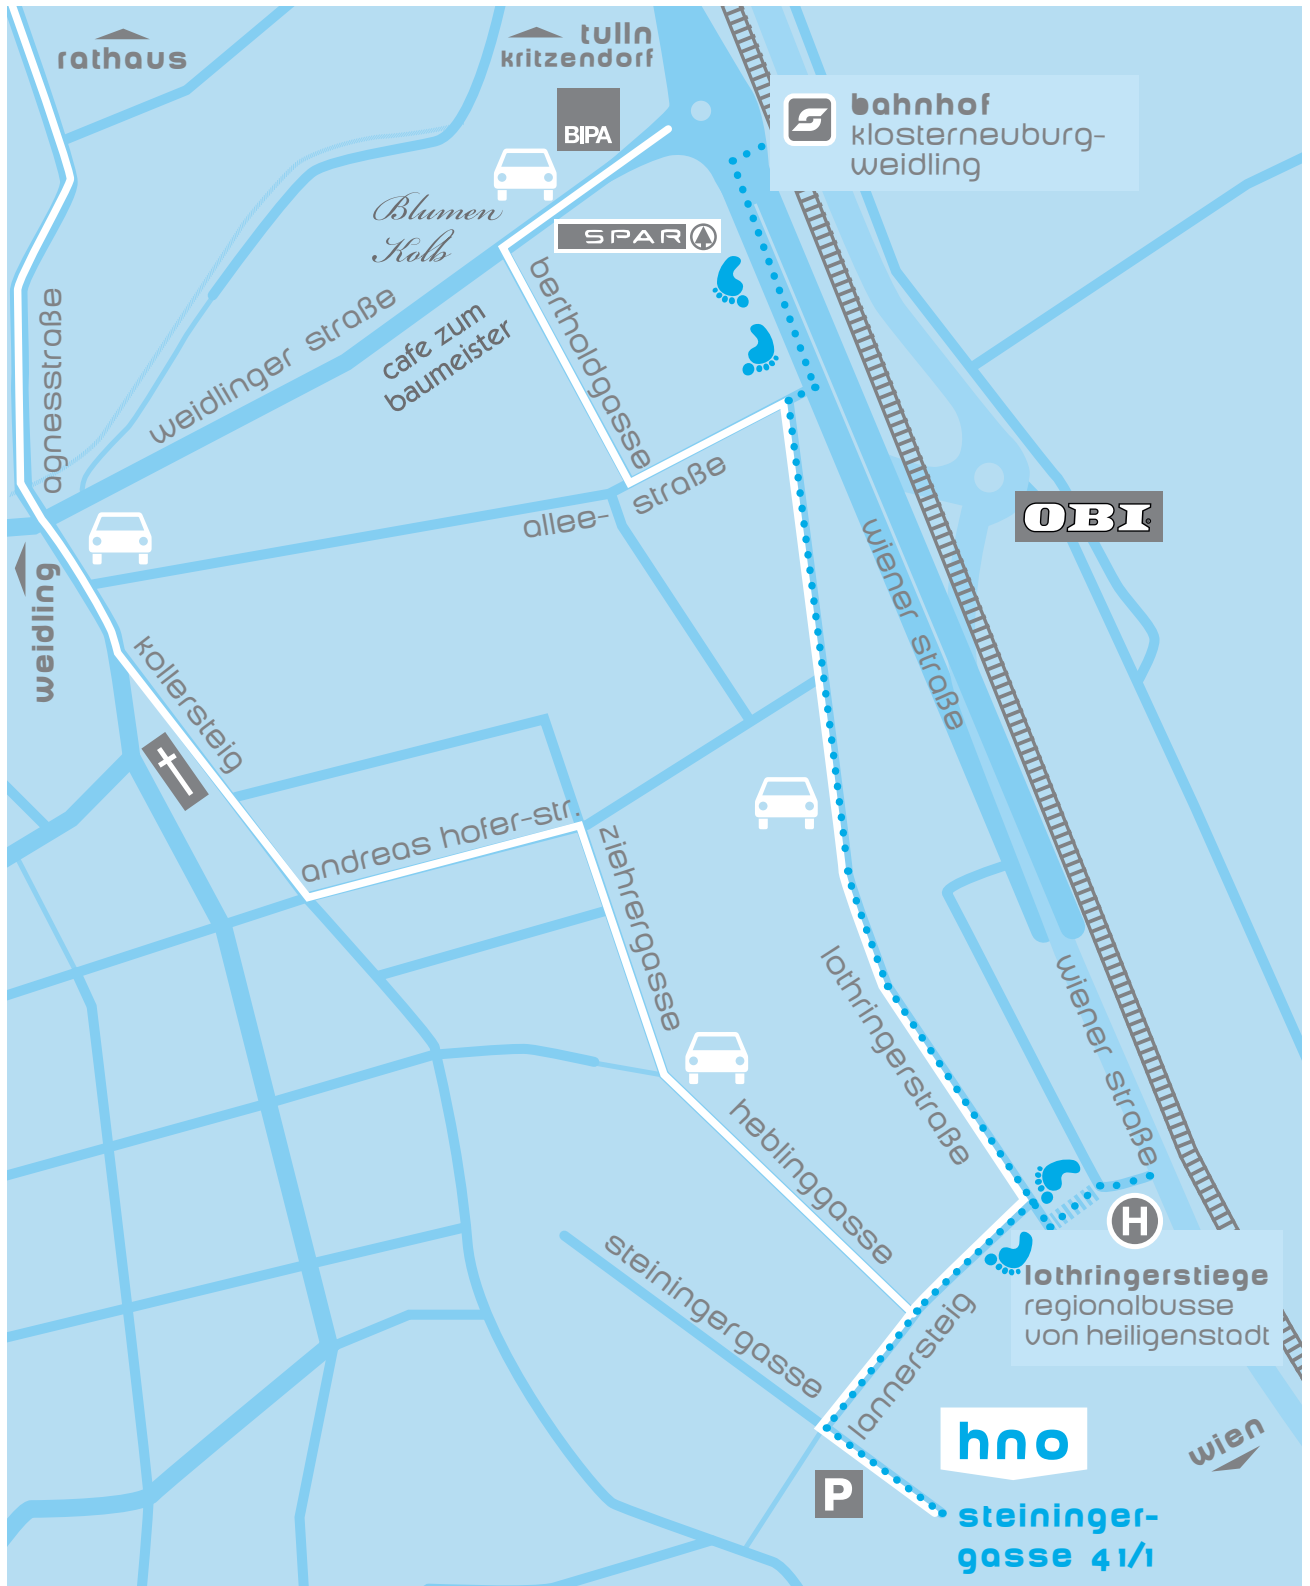 rathaus
tulln
kritzendorf
BIPA
bahnhof
klosterneuburg-
weidling
Blumen
Kolb
SPAR
agnesstraße
weidlinger straße
cafe zum
baumeister
bertholdgasse
allee- straße
OBI
wiener straße
weidling
kollersteig
andreas hofer-str.
ziehrergasse
lothringerstraße
wiener straße
heblinggasse
H
lothringerstiege
regionalbusse
von heiligenstadt
steiningergasse
lannersteig
hno
wien
P
steininger-
gasse 41/1